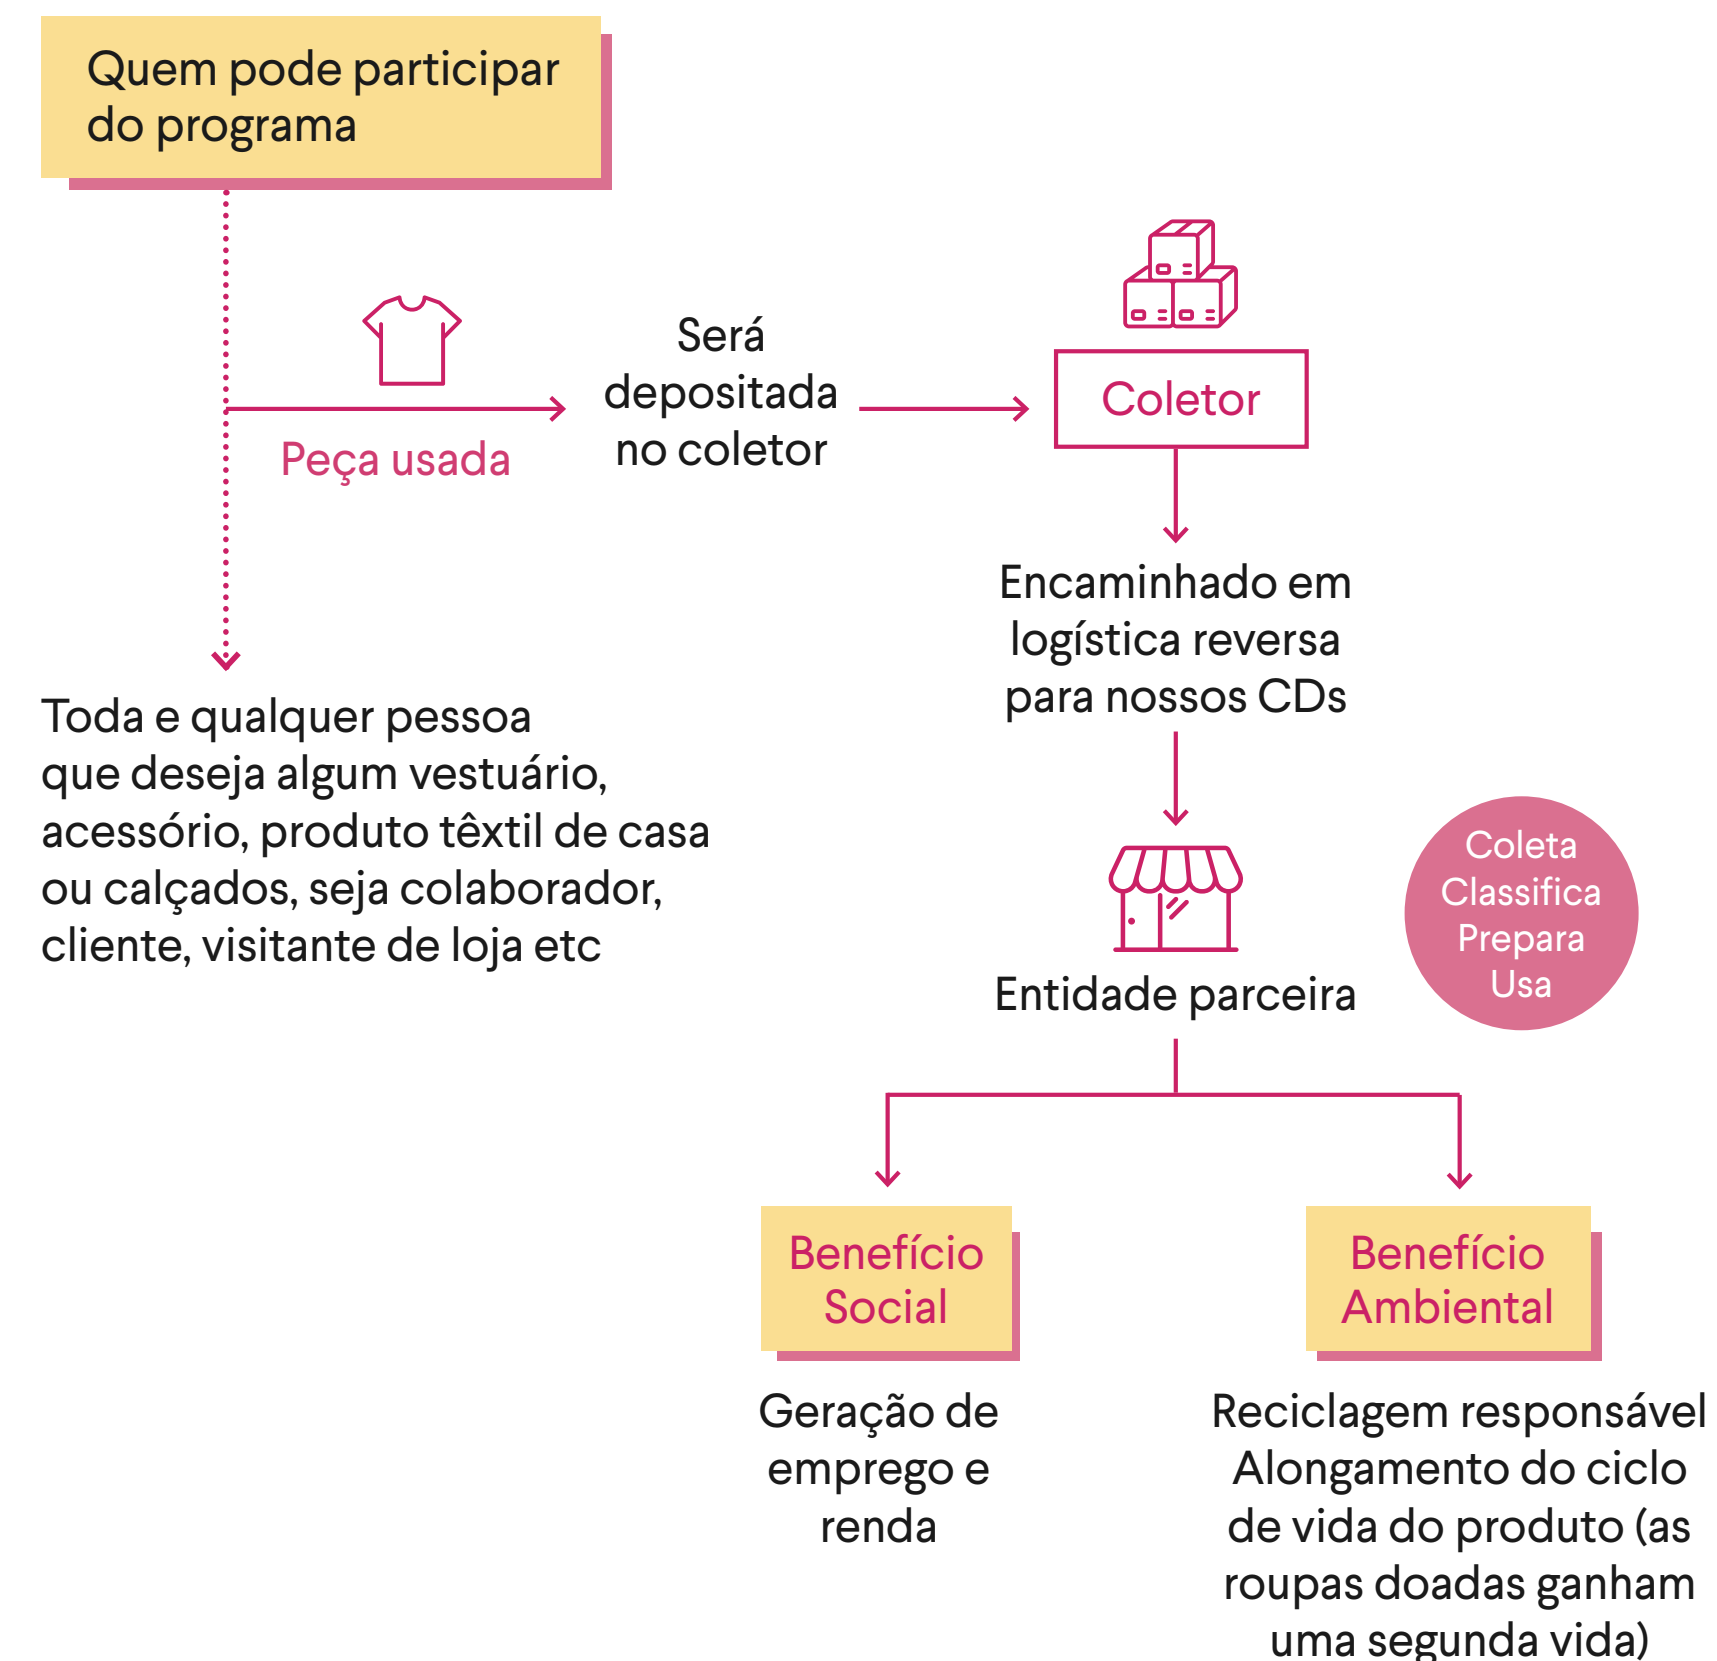 Quem pode participar
do programa
Peça usada
Será
depositada
no coletor
Coletor
Encaminhado em
logística reversa
para nossos CDs
Toda e qualquer pessoa
que deseja algum vestuário,
acessório, produto têxtil de casa
ou calçados, seja colaborador,
cliente, visitante de loja etc
Entidade parceira
Coleta
Classifica
Prepara
Usa
Benefício
Social
Geração de
emprego e
renda
Benefício
Ambiental
Reciclagem responsável
Alongamento do ciclo
de vida do produto (as
roupas doadas ganham
uma segunda vida)